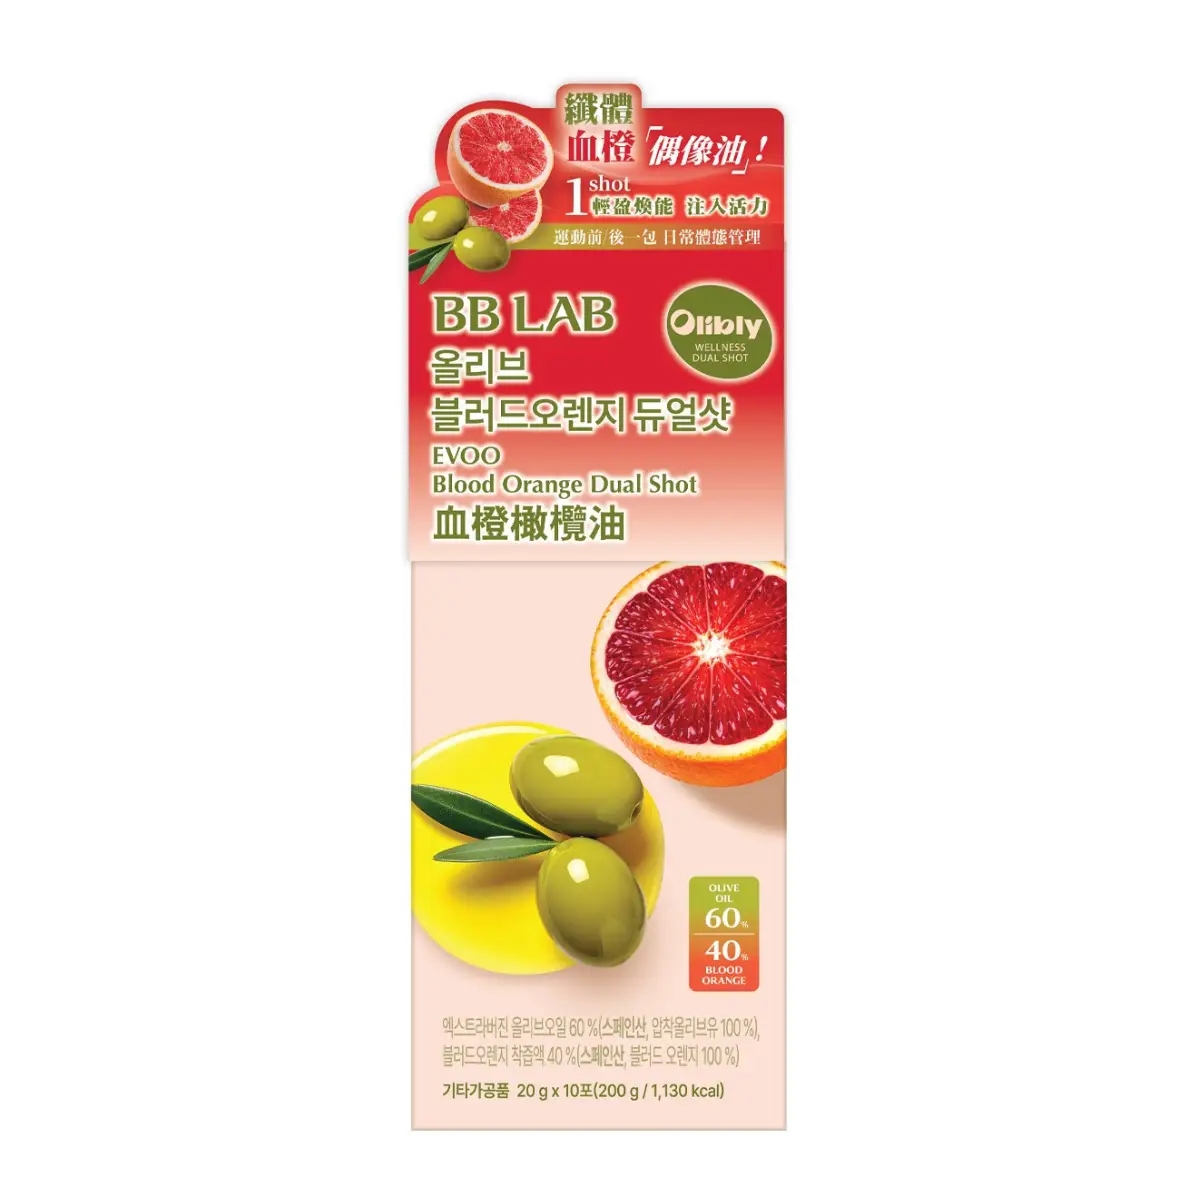 纖體
血橙「偶像油」!
1 shot
輕盈煥能 注入活力
運動前/後一包 日常體態管理
BB LAB
Olibly
WELLNESS
DUAL SHOT
올리브
블러드오렌지 듀얼샷
EVOO
Blood Orange Dual Shot
血橙橄欖油
OLIVE
OIL
60%
40%
BLOOD
ORANGE
엑스트라버진 올리브오일 60 %(스페인산, 압착올리브유 100 %),
블러드오렌지 착즙액 40 %(스페인산, 블러드 오렌지 100 %)
기타가공품 20 g x 10포(200 g / 1,130 kcal)